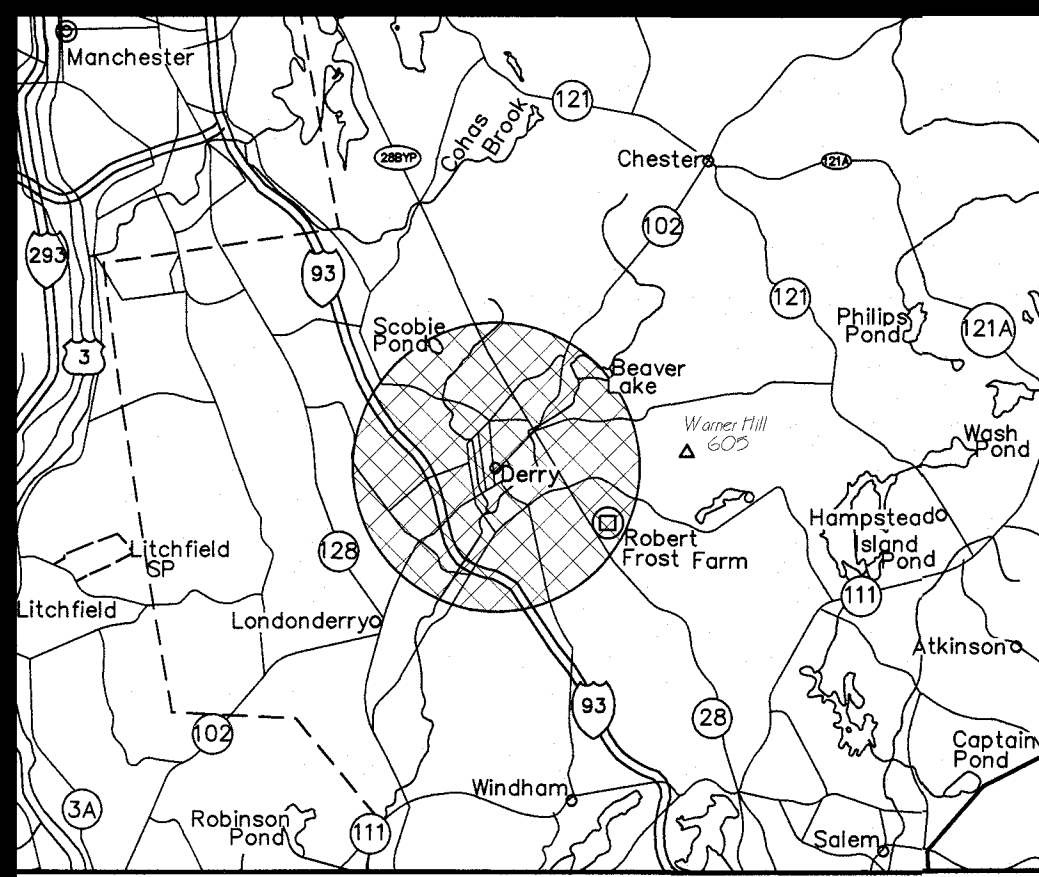 Manchester
121
Cohas
Brook
28BYP
Chester
121A
102
293
93
121
Philips
Pond
121A
Scobie
Pond
3
Beaver
Lake
Warner Hill
605
Wash
Pond
Derry
Hampstead
Island
Pond
Robert
Frost Farm
128
Litchfield
SP
111
Litchfield
Londonderry
Atkinson
93
28
102
Captain
Pond
Windham
3A
Robinson
Pond
111
Salem